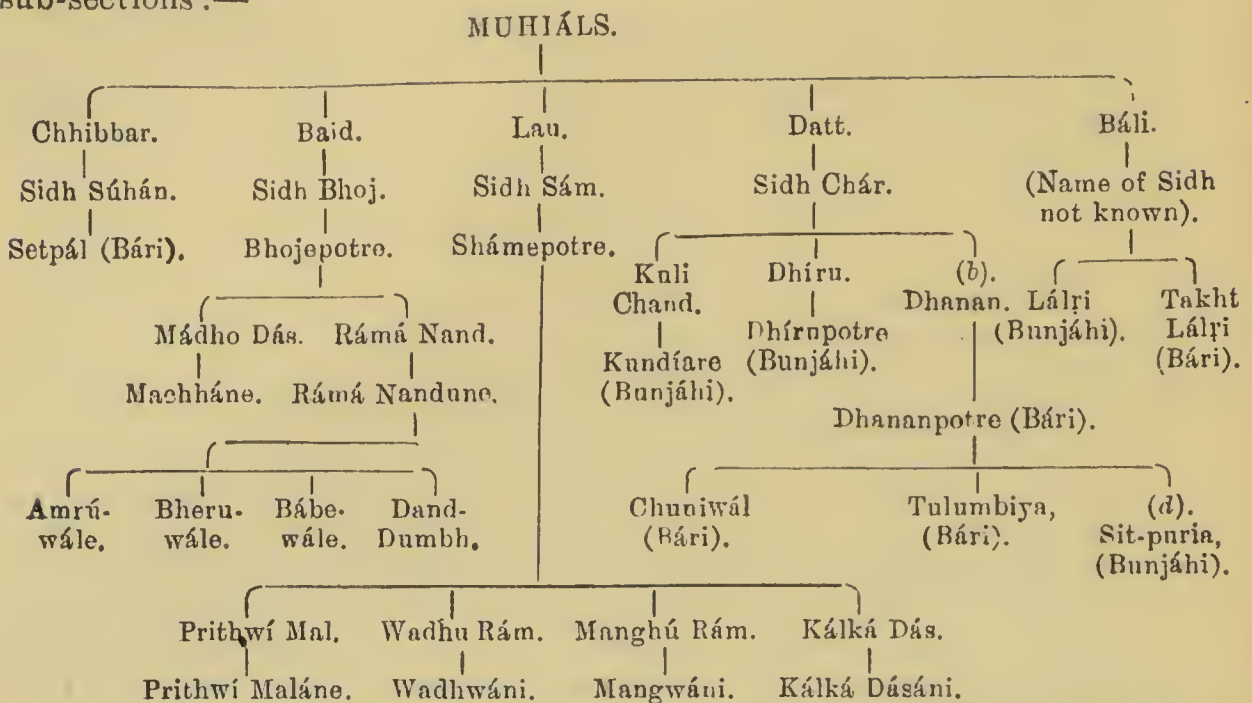 sub-sections :—
MUHIÁLS.
Chhibbar. Baid. Lau. Datt. Báli.
Sidh Súhán. Sidh Bhoj. Sidh Sám. Sidh Chár. (Name of Sidh
not known).
Setpál (Bári). Bhojepotre. Shámepotre.
Kuli Dhíru. (b).
Chand. Dhanan. Lálṛi Takht
Mádho Dás. Rámá Nand. Dhírupotre (Bunjáhi). Lálṛi
Kundíare (Bunjáhi). (Bári).
Machháne. Rámá Nandune. (Bunjáhi).
Dhananpotre (Bári).
Amrú- Bheru- Bábe- Dand- Chuniwál Tulumbiya, (d).
wále. wále. wále. Dumbh. (Bári). (Bári). Sit-puria,
(Bunjáhi).
Prithwí Mal. Wadhu Rám. Manghú Rám. Kálká Dás.
Prithwí Maláne. Wadhwáni. Mangwáni. Kálká Dásáni.